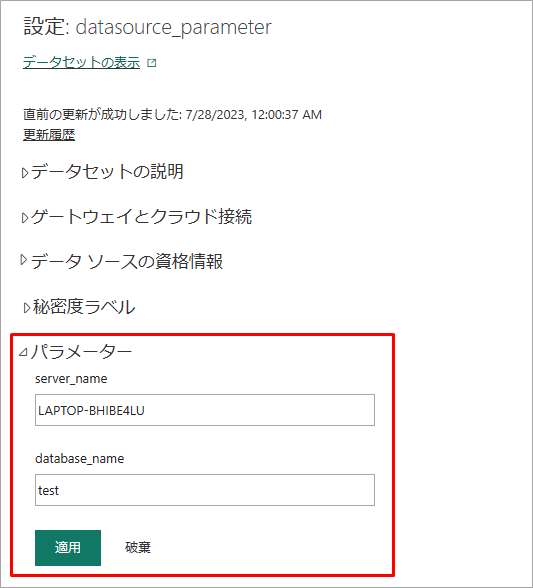 設定: datasource_parameter
データセットの表示
直前の更新が成功しました: 7/28/2023, 12:00:37 AM
更新履歴
データセットの説明
ゲートウェイとクラウド接続
データ ソースの資格情報
秘密度ラベル
パラメーター
server_name
LAPTOP-BHIBE4LU
database_name
test
適用 破棄